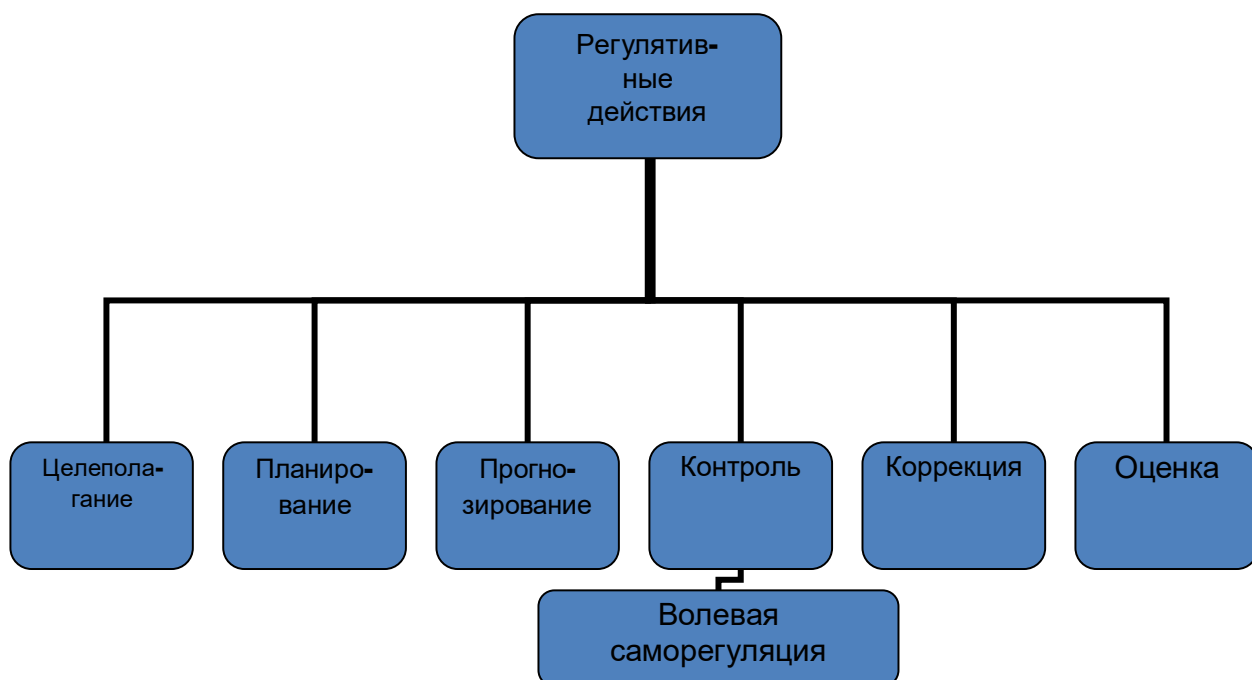 Регулятив-
ные
действия
Целепола-
гание
Планиро-
вание
Прогно-
зирование
Контроль
Коррекция
Оценка
Волевая
саморегуляция